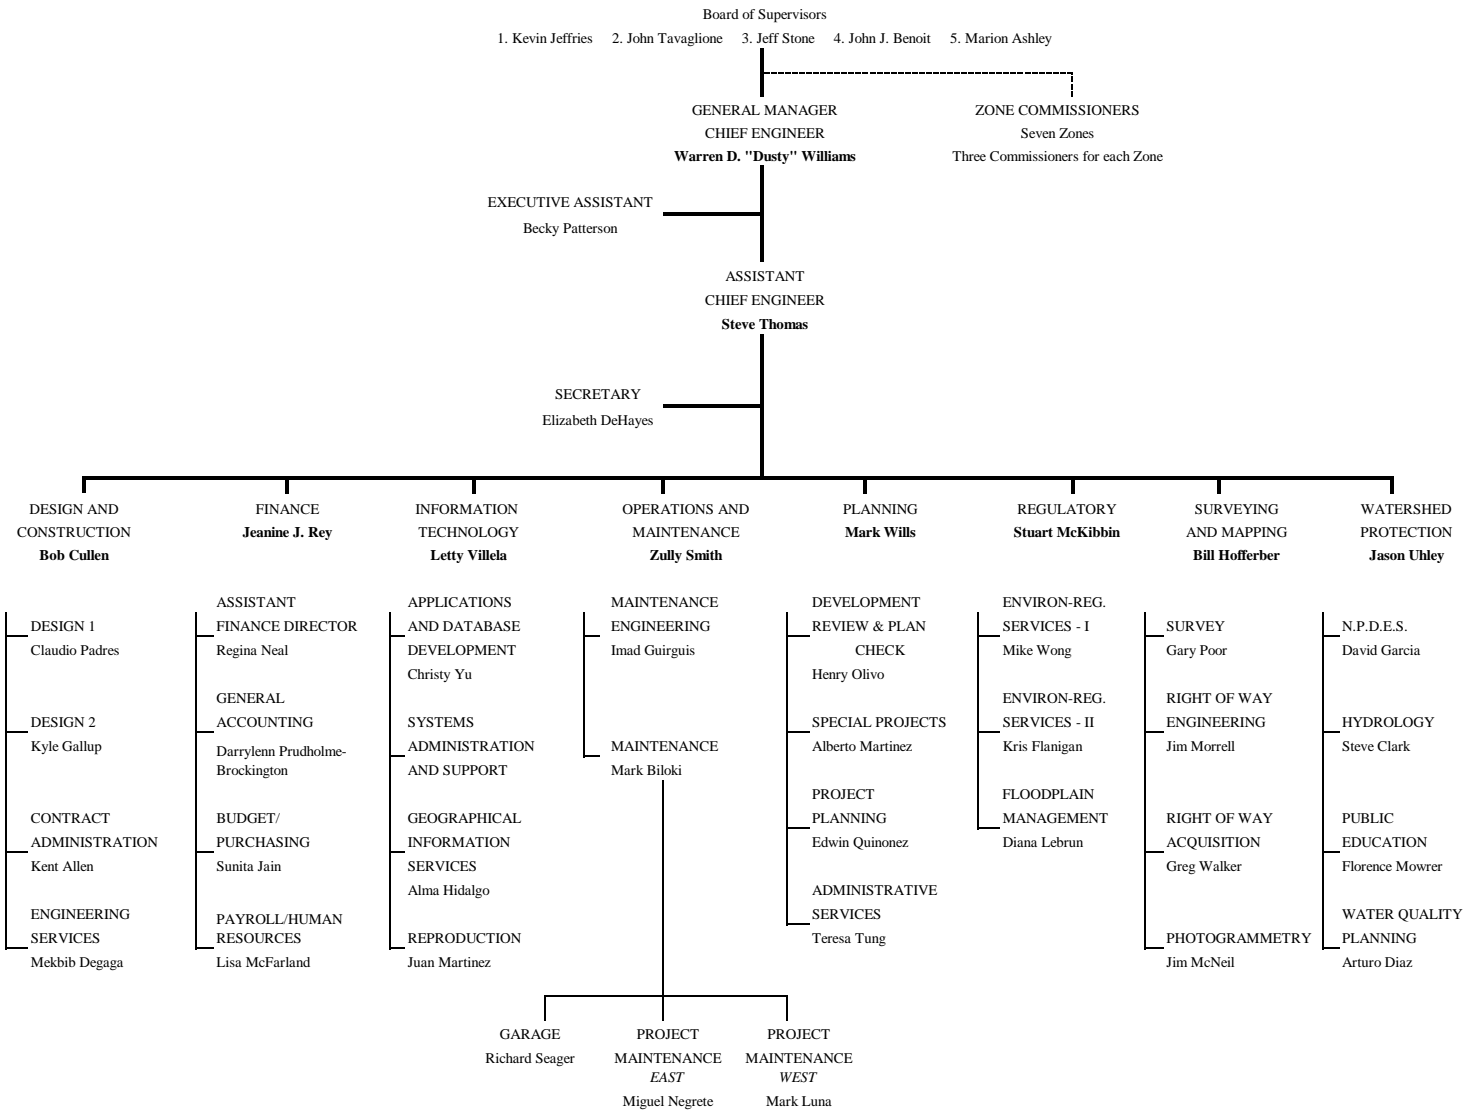 Board of Supervisors
1. Kevin Jeffries 2. John Tavaglione 3. Jeff Stone 4. John J. Benoit 5. Marion Ashley
GENERAL MANAGER
CHIEF ENGINEER
Warren D. "Dusty" Williams
ZONE COMMISSIONERS
Seven Zones
Three Commissioners for each Zone
EXECUTIVE ASSISTANT
Becky Patterson
ASSISTANT
CHIEF ENGINEER
Steve Thomas
SECRETARY
Elizabeth DeHayes
DESIGN AND
CONSTRUCTION
Bob Cullen
DESIGN 1
Claudio Padres
DESIGN 2
Kyle Gallup
CONTRACT
ADMINISTRATION
Kent Allen
ENGINEERING
SERVICES
Mekbib Degaga
FINANCE
Jeanine J. Rey
ASSISTANT
FINANCE DIRECTOR
Regina Neal
GENERAL
ACCOUNTING
Darrylenn Prudholme-
Brockington
BUDGET/
PURCHASING
Sunita Jain
PAYROLL/HUMAN
RESOURCES
Lisa McFarland
INFORMATION
TECHNOLOGY
Letty Villela
APPLICATIONS
AND DATABASE
DEVELOPMENT
Christy Yu
SYSTEMS
ADMINISTRATION
AND SUPPORT
GEOGRAPHICAL
INFORMATION
SERVICES
Alma Hidalgo
REPRODUCTION
Juan Martinez
OPERATIONS AND
MAINTENANCE
Zully Smith
MAINTENANCE
ENGINEERING
Imad Guirguis
MAINTENANCE
Mark Biloki
GARAGE
Richard Seager
PROJECT
MAINTENANCE
EAST
Miguel Negrete
PROJECT
MAINTENANCE
WEST
Mark Luna
PLANNING
Mark Wills
DEVELOPMENT
REVIEW & PLAN
CHECK
Henry Olivo
SPECIAL PROJECTS
Alberto Martinez
PROJECT
PLANNING
Edwin Quinonez
ADMINISTRATIVE
SERVICES
Teresa Tung
REGULATORY
Stuart McKibbin
ENVIRON-REG.
SERVICES - I
Mike Wong
ENVIRON-REG.
SERVICES - II
Kris Flanigan
FLOODPLAIN
MANAGEMENT
Diana Lebrun
SURVEYING
AND MAPPING
Bill Hofferber
SURVEY
Gary Poor
RIGHT OF WAY
ENGINEERING
Jim Morrell
RIGHT OF WAY
ACQUISITION
Greg Walker
PHOTOGRAMMETRY
Jim McNeil
WATERSHED
PROTECTION
Jason Uhley
N.P.D.E.S.
David Garcia
HYDROLOGY
Steve Clark
PUBLIC
EDUCATION
Florence Mowrer
WATER QUALITY
PLANNING
Arturo Diaz